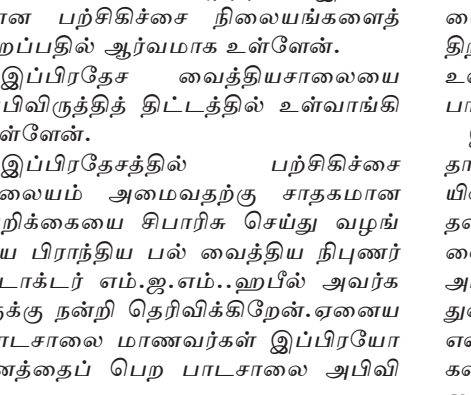 ான பற்சிகிச்சை நிலையங்களைத்
றப்பதில் ஆர்வமாக உள்ளேன்.
இப்பிரதேச வைத்தியசாலையை
பிவிருத்தித் திட்டத்தில் உள்வாங்கி
ள்ளேன்.
இப்பிரதேசத்தில் பற்சிகிச்சை
லையம் அமைவதற்கு சாதகமான
றிக்கையை சிபாரிசு செய்து வழங்
ய பிராந்திய பல் வைத்திய நிபுணர்
டாக்டர் எம்.ஐ.எம்..ஹபீல் அவர்க
க்கு நன்றி தெரிவிக்கிறேன்.ஏனைய
ாடசாலை மாணவர்கள் இப்பிரயோ
னத்தைப் பெற பாடசாலை அபிவி